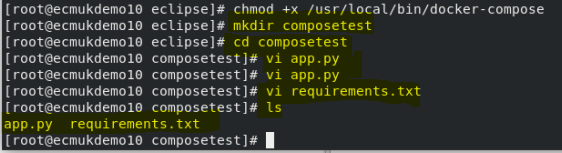 [root@ecmukdemo10 eclipse]# chmod +x /usr/local/bin/docker-compose
[root@ecmukdemo10 eclipse]# mkdir composetest
[root@ecmukdemo10 eclipse]# cd composetest
[root@ecmukdemo10 composetest]# vi app.py
[root@ecmukdemo10 composetest]# vi app.py
[root@ecmukdemo10 composetest]# vi requirements.txt
[root@ecmukdemo10 composetest]# ls
app.py  requirements.txt
[root@ecmukdemo10 composetest]#